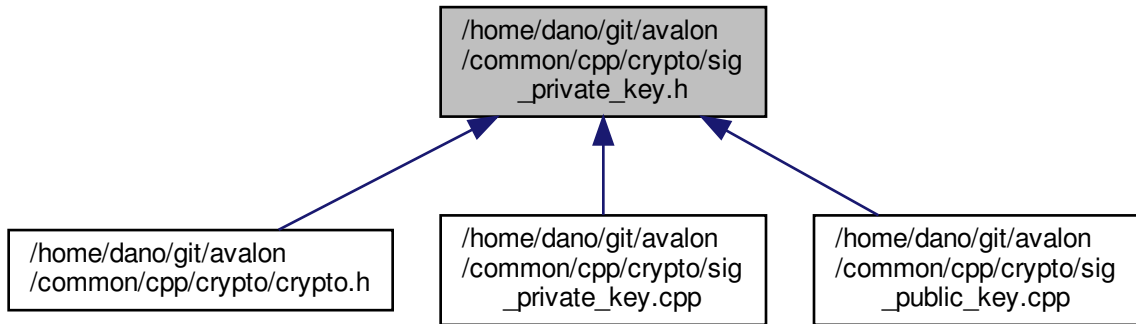 /home/dano/git/avalon
/common/cpp/crypto/sig
_private_key.h
/home/dano/git/avalon
/common/cpp/crypto/crypto.h
/home/dano/git/avalon
/common/cpp/crypto/sig
_private_key.cpp
/home/dano/git/avalon
/common/cpp/crypto/sig
_public_key.cpp